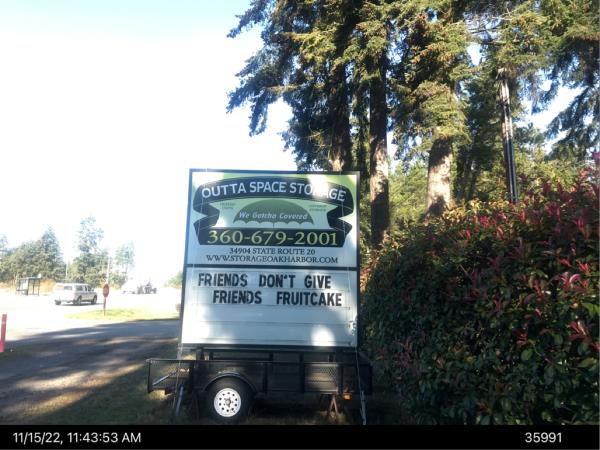 OUTTA SPACE STORAGE
We Gotcha Covered
360-679-2001
34904 STATE ROUTE 20
WWW.STORAGEOAKHARBOR.COM
FRIENDS DON'T GIVE
FRIENDS FRUITCAKE
11/15/22, 11:43:53 AM
35991